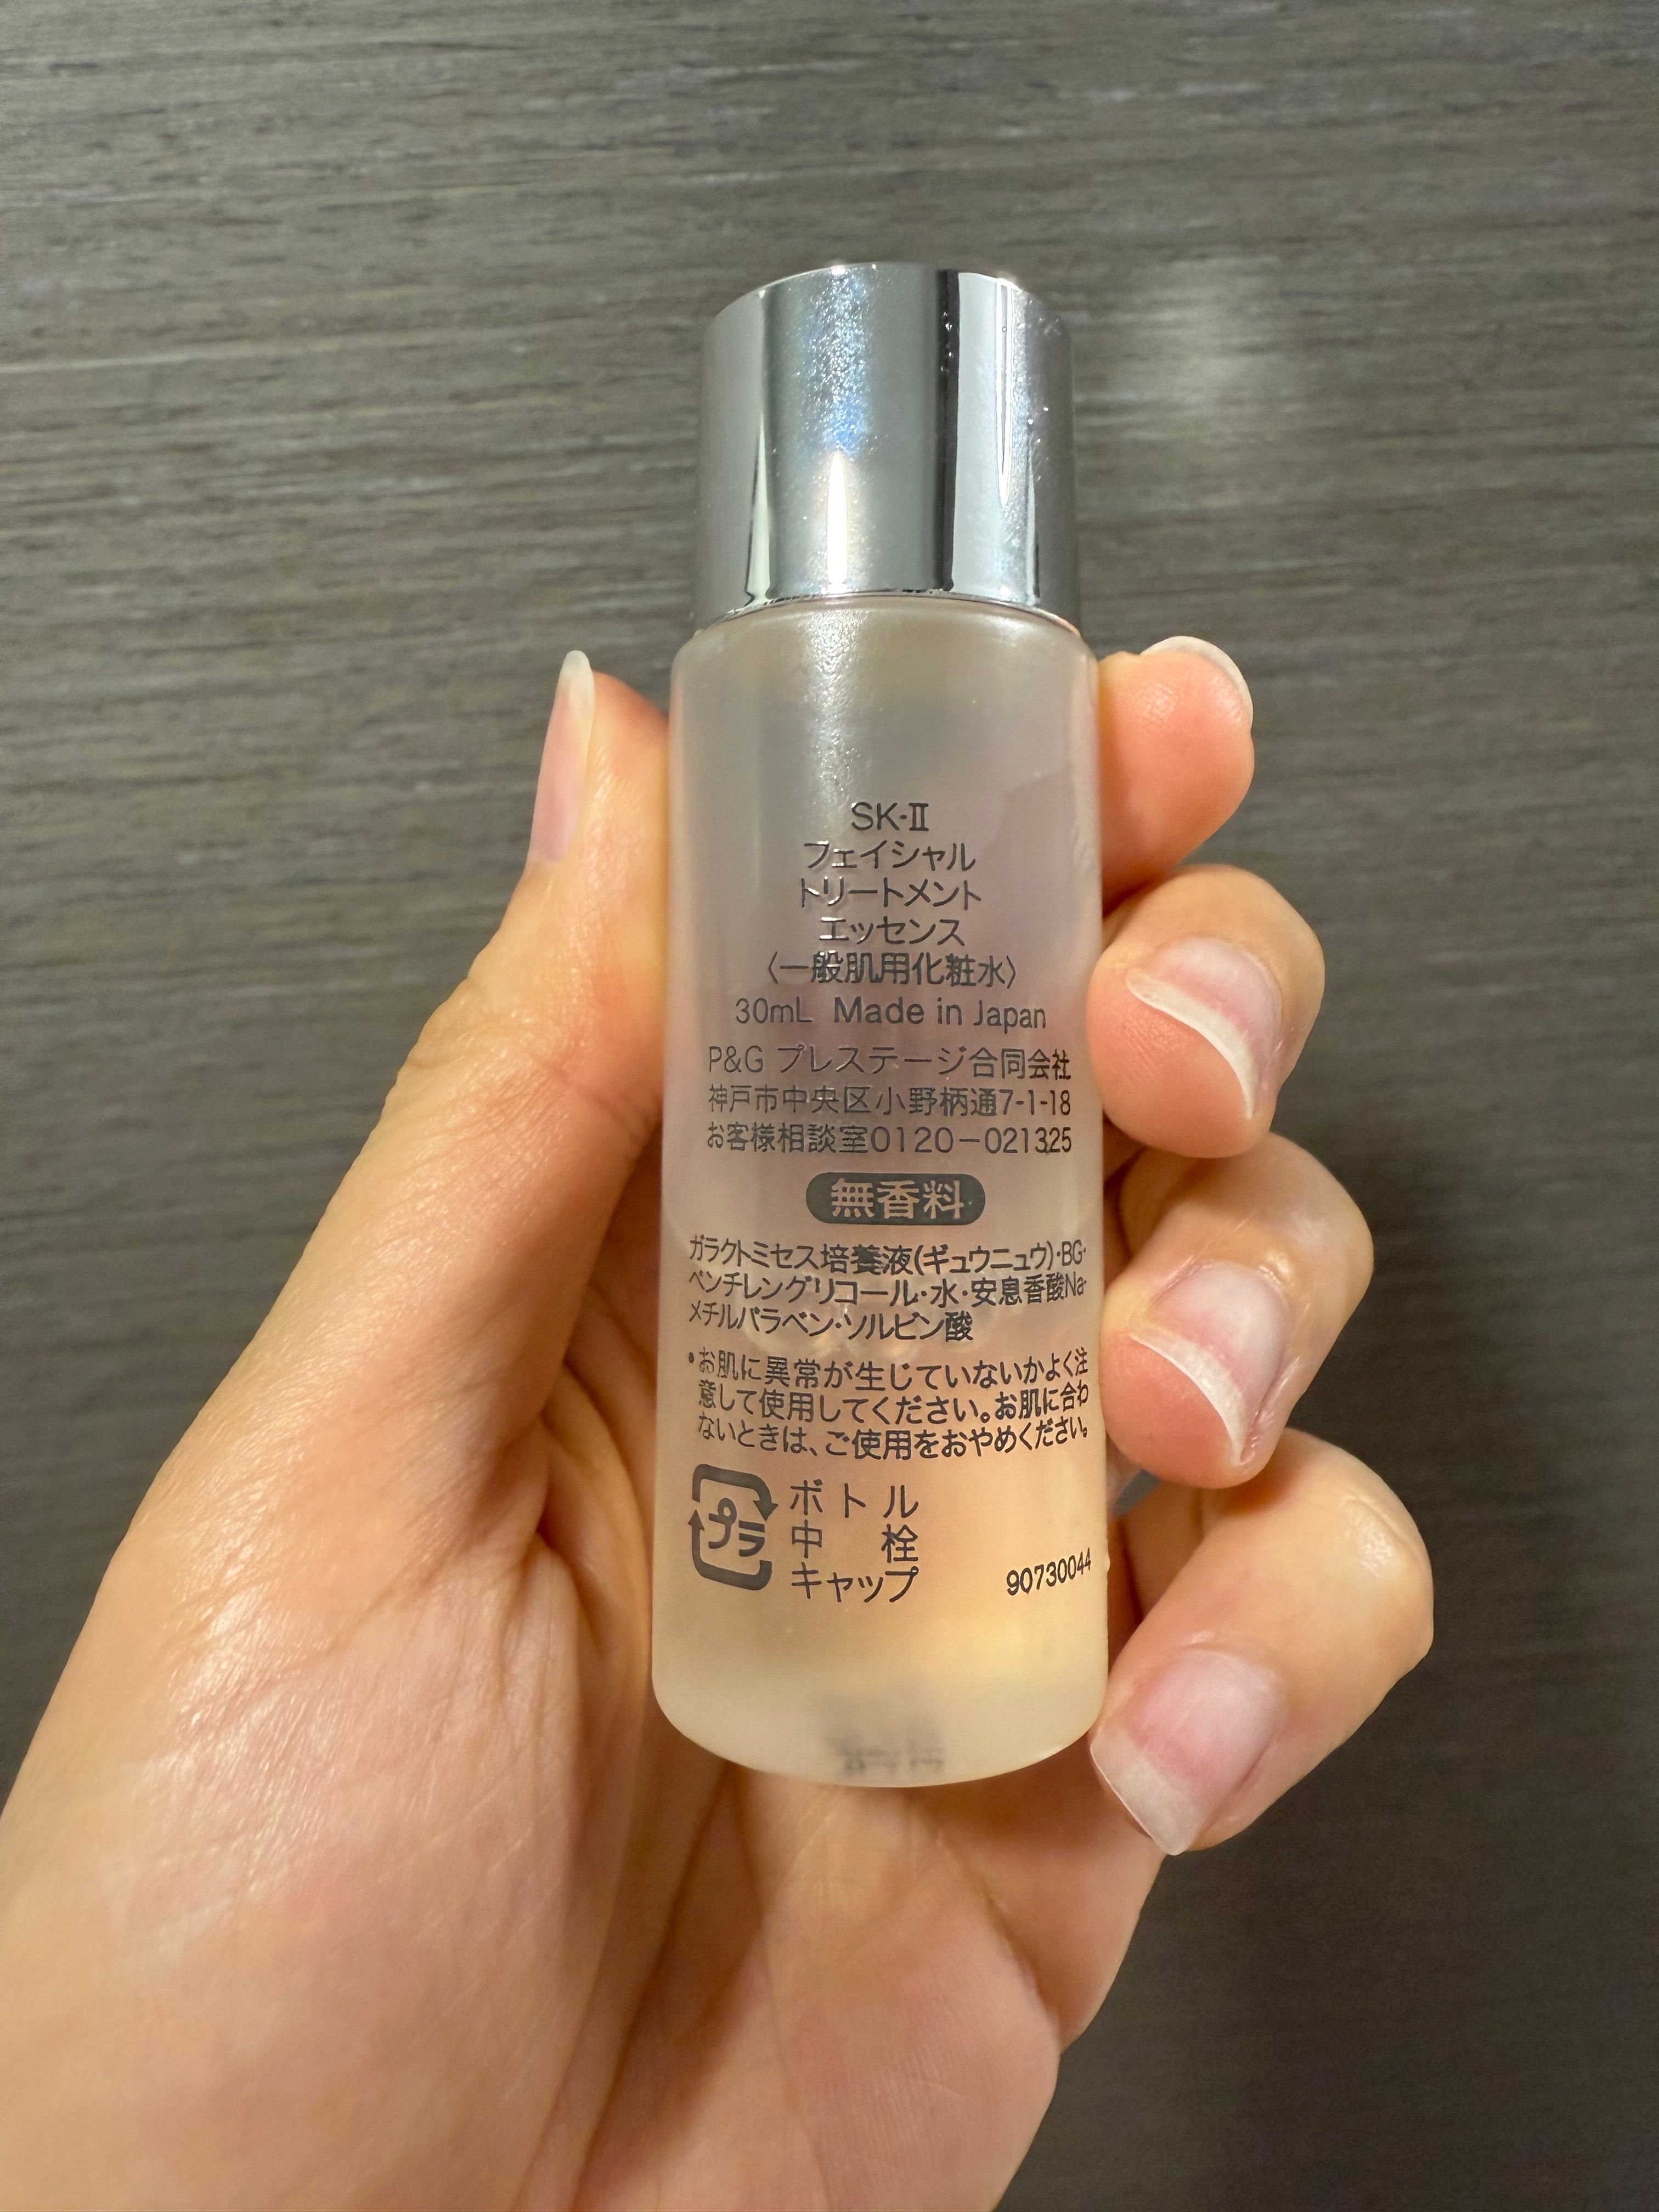 SK-II
フェイシャル
トリートメント
エッセンス
〈一般肌用化粧水〉
30mL Made in Japan
P&G プレステージ合同会社
神戸市中央区小野柄通7-1-18
お客様相談室0120-021325
無香料
ガラクトミセス培養液(ギュウニュウ)・BG・
ペンチレングリコール・水・安息香酸Na・
メチルパラベン・ソルビン酸
•お肌に異常が生じていないかよく注
意して使用してください。お肌に合わ
ないときは、ご使用をおやめください。
プラ
ボトル
中栓
キャップ
90730044